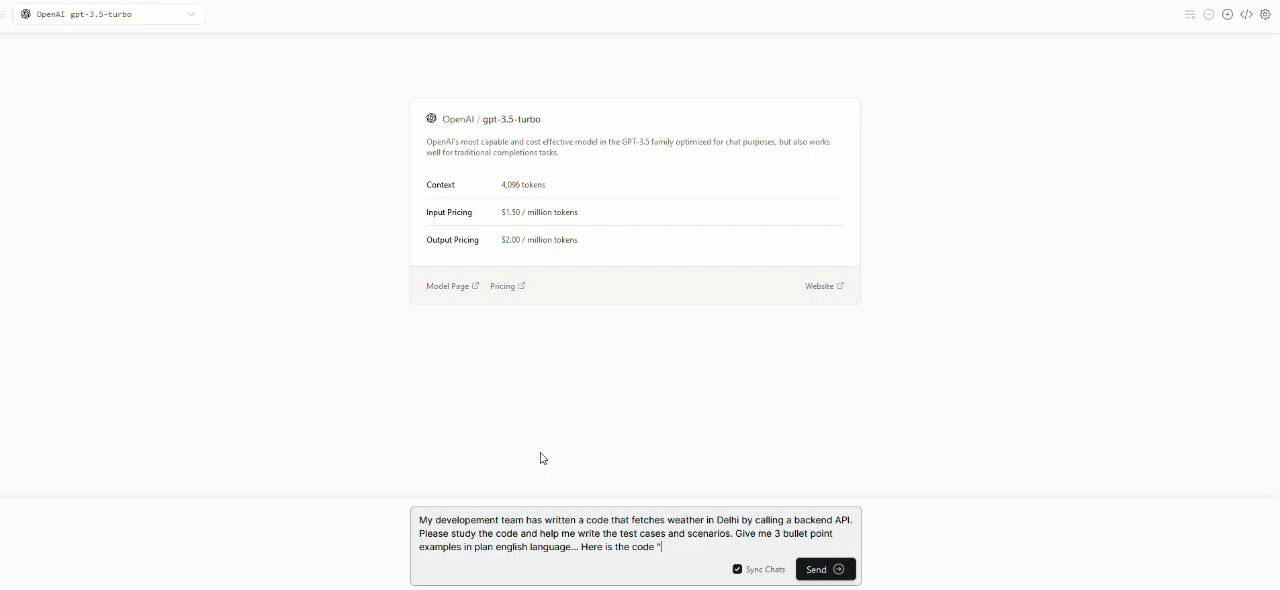 OpenAI gpt-3.5-turbo
OpenAI / gpt-3.5-turbo
OpenAI's most capable and cost effective model in the GPT-3.5 family optimized for chat purposes, but also works
well for traditional completions tasks.
Context 4,096 tokens
Input Pricing $1.50 / million tokens
Output Pricing $2.00 / million tokens
Model Page Pricing Website
My developement team has written a code that fetches weather in Delhi by calling a backend API.
Please study the code and help me write the test cases and scenarios. Give me 3 bullet point
examples in plan english language... Here is the code "
Sync Chats Send